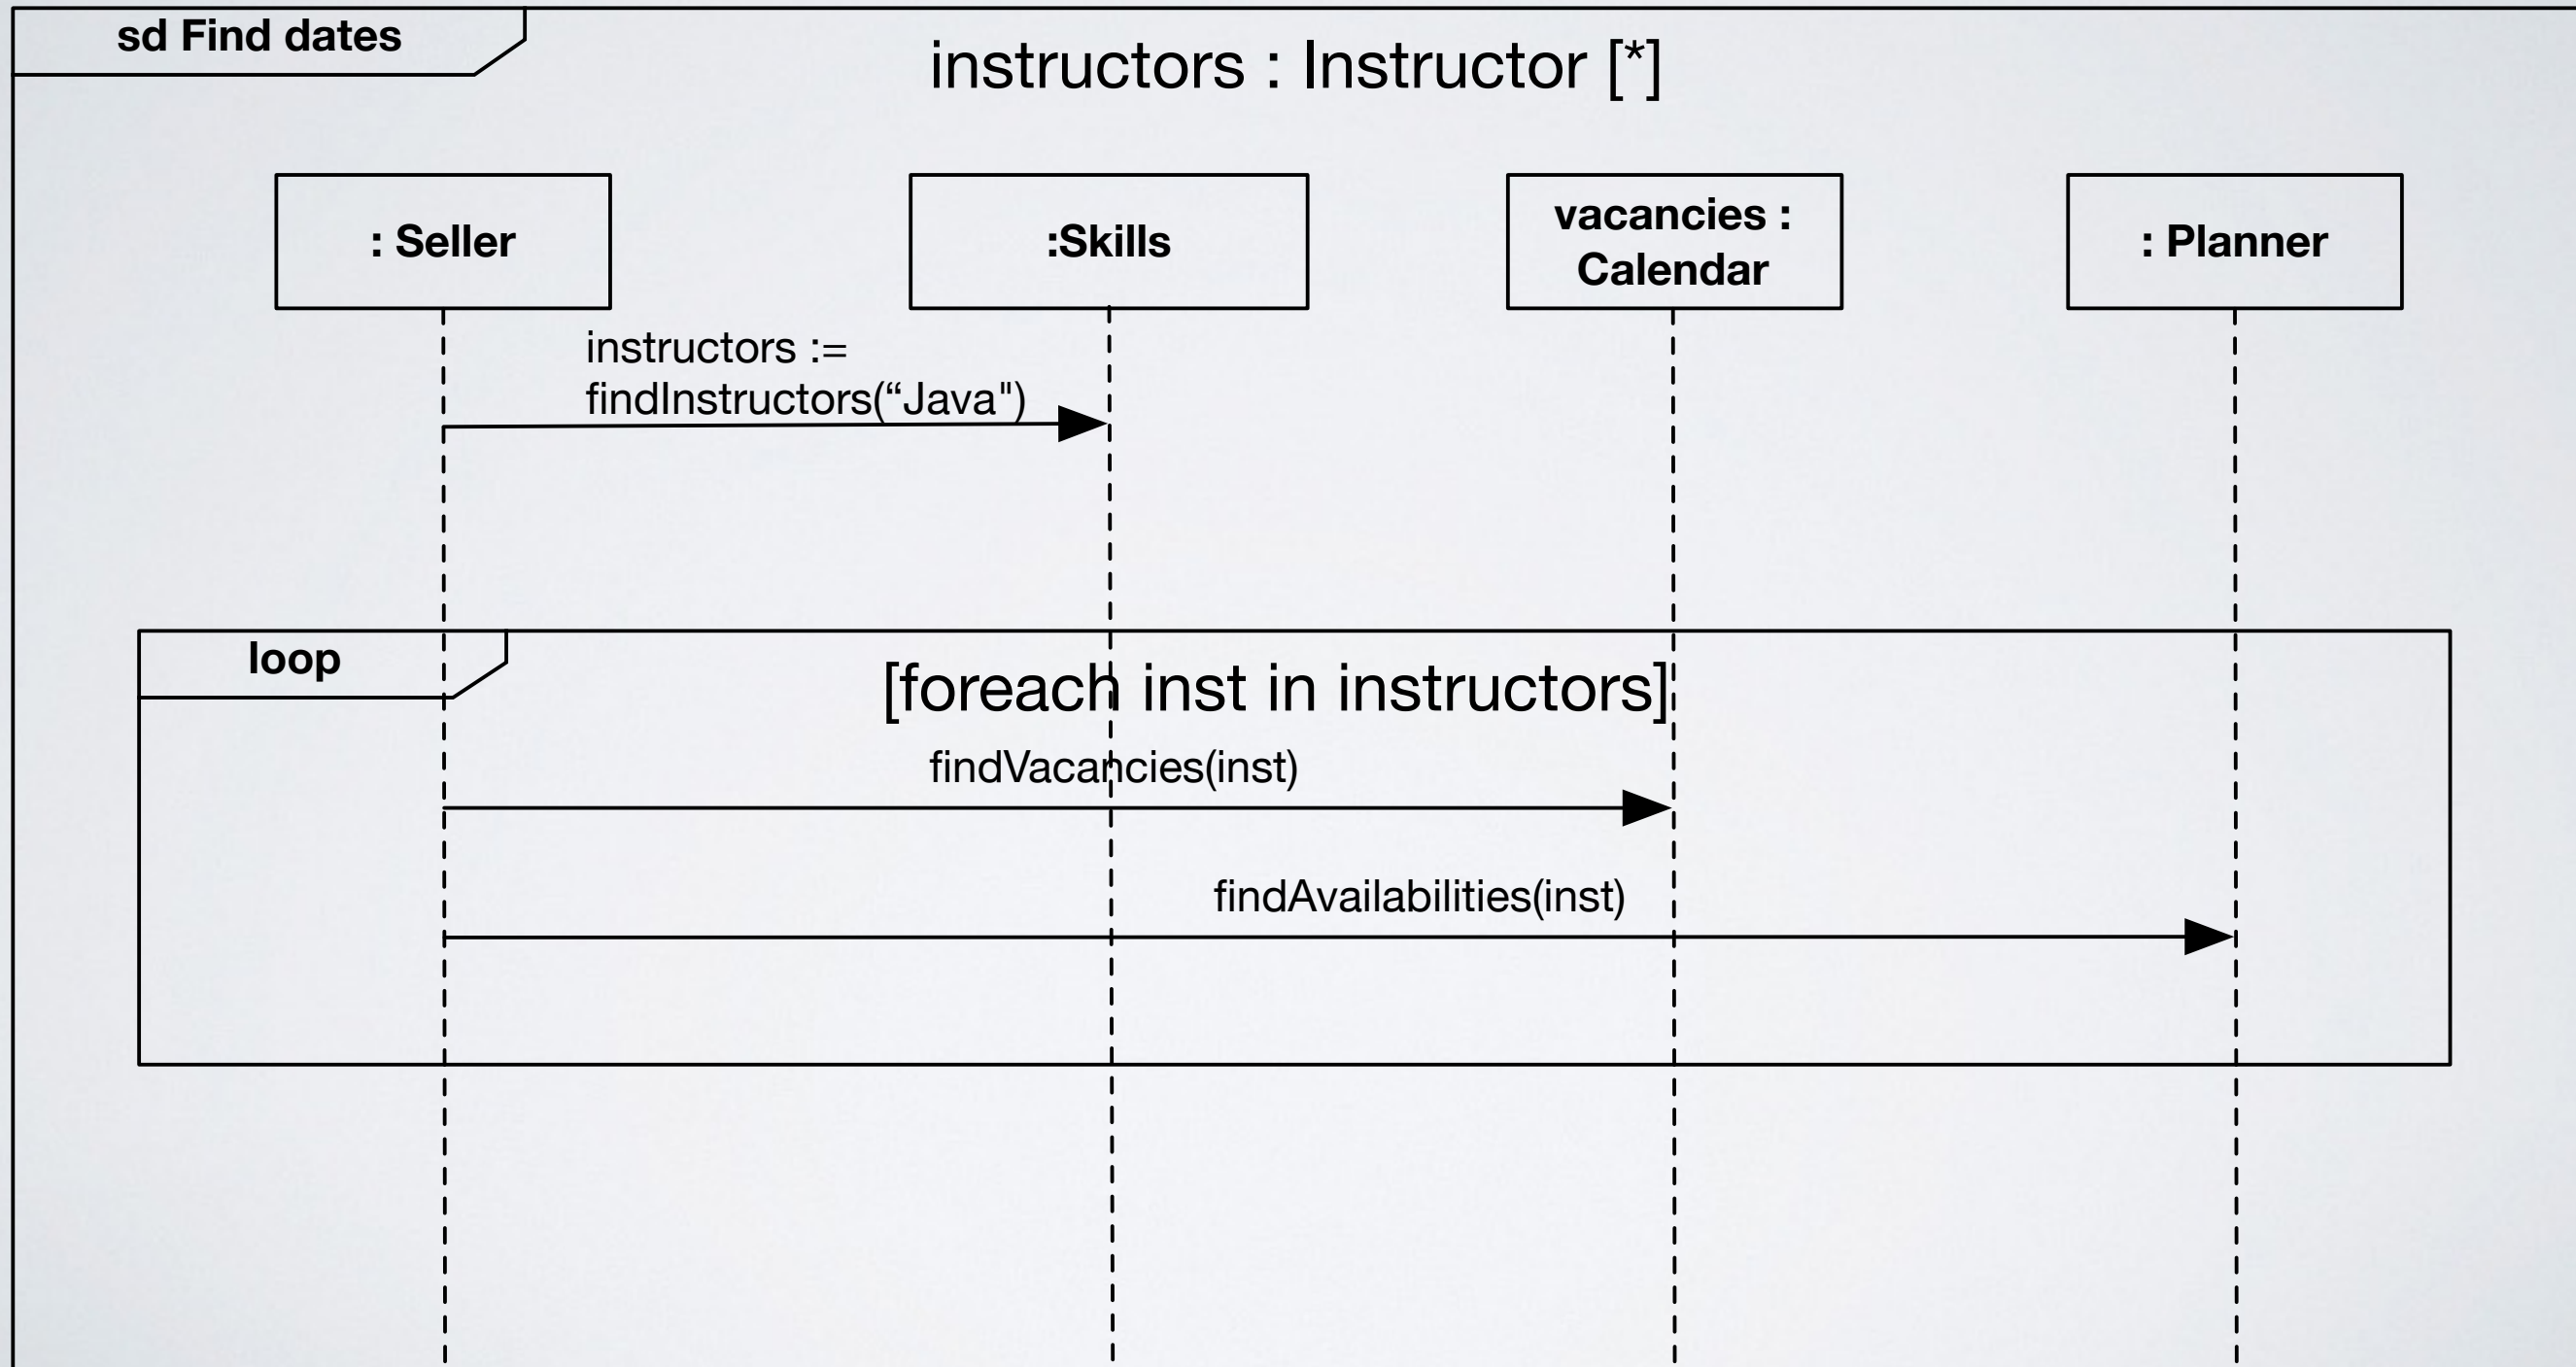 sd Find dates
instructors : Instructor [*]
: Seller
:Skills
vacancies :
Calendar
: Planner
instructors :=
findInstructors(“Java")
loop
[foreach inst in instructors]
findVacancies(inst)
findAvailabilities(inst)